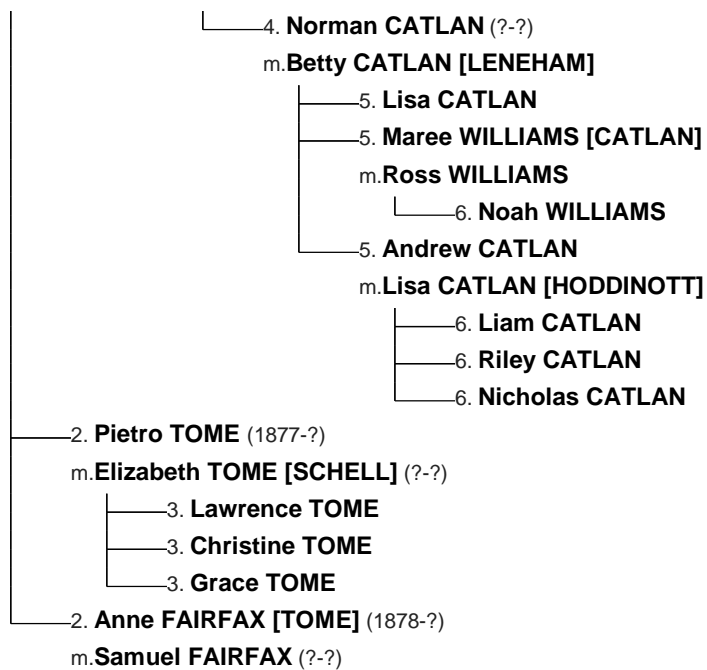 4. Norman CATLAN (?-?)
m.Betty CATLAN [LENEHAM]
5. Lisa CATLAN
5. Maree WILLIAMS [CATLAN]
m.Ross WILLIAMS
6. Noah WILLIAMS
5. Andrew CATLAN
m.Lisa CATLAN [HODDINOTT]
6. Liam CATLAN
6. Riley CATLAN
6. Nicholas CATLAN
2. Pietro TOME (1877-?)
m.Elizabeth TOME [SCHELL] (?-?)
3. Lawrence TOME
3. Christine TOME
3. Grace TOME
2. Anne FAIRFAX [TOME] (1878-?)
m.Samuel FAIRFAX (?-?)